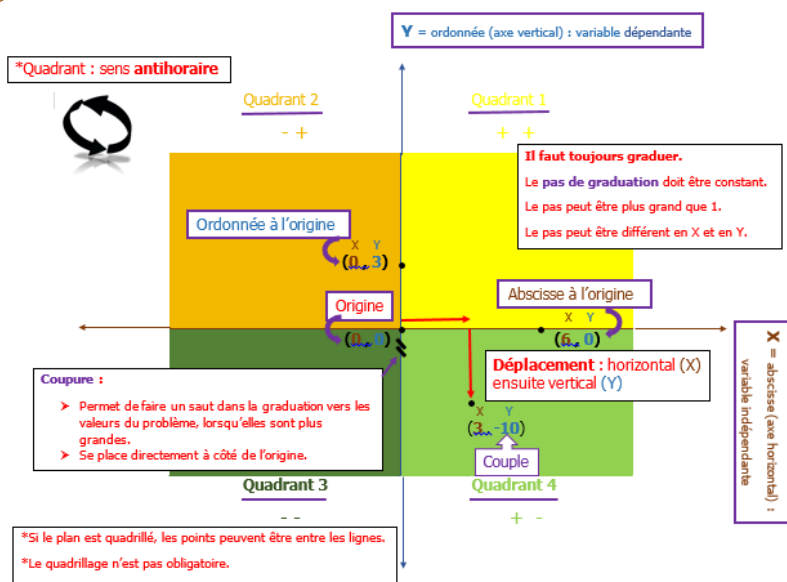 Y = ordonnée (axe vertical) : variable dépendante
*Quadrant : sens antihoraire
Quadrant 2
- +
Quadrant 1
+ +
Il faut toujours graduer.
Le pas de graduation doit être constant.
Le pas peut être plus grand que 1.
Le pas peut être différent en X et en Y.
Ordonnée à l'origine
X Y
(0, 3)
Origine
(0, 0)
Abscisse à l'origine
X Y
(6, 0)
X = abscisse (axe horizontal) :
variable indépendante
Coupure :
➤ Permet de faire un saut dans la graduation vers les
valeurs du problème, lorsqu'elles sont plus
grandes.
➤ Se place directement à côté de l'origine.
Déplacement : horizontal (X)
ensuite vertical (Y)
X Y
(3, -10)
Couple
Quadrant 3
- -
Quadrant 4
+ -
*Si le plan est quadrillé, les points peuvent être entre les lignes.
*Le quadrillage n'est pas obligatoire.